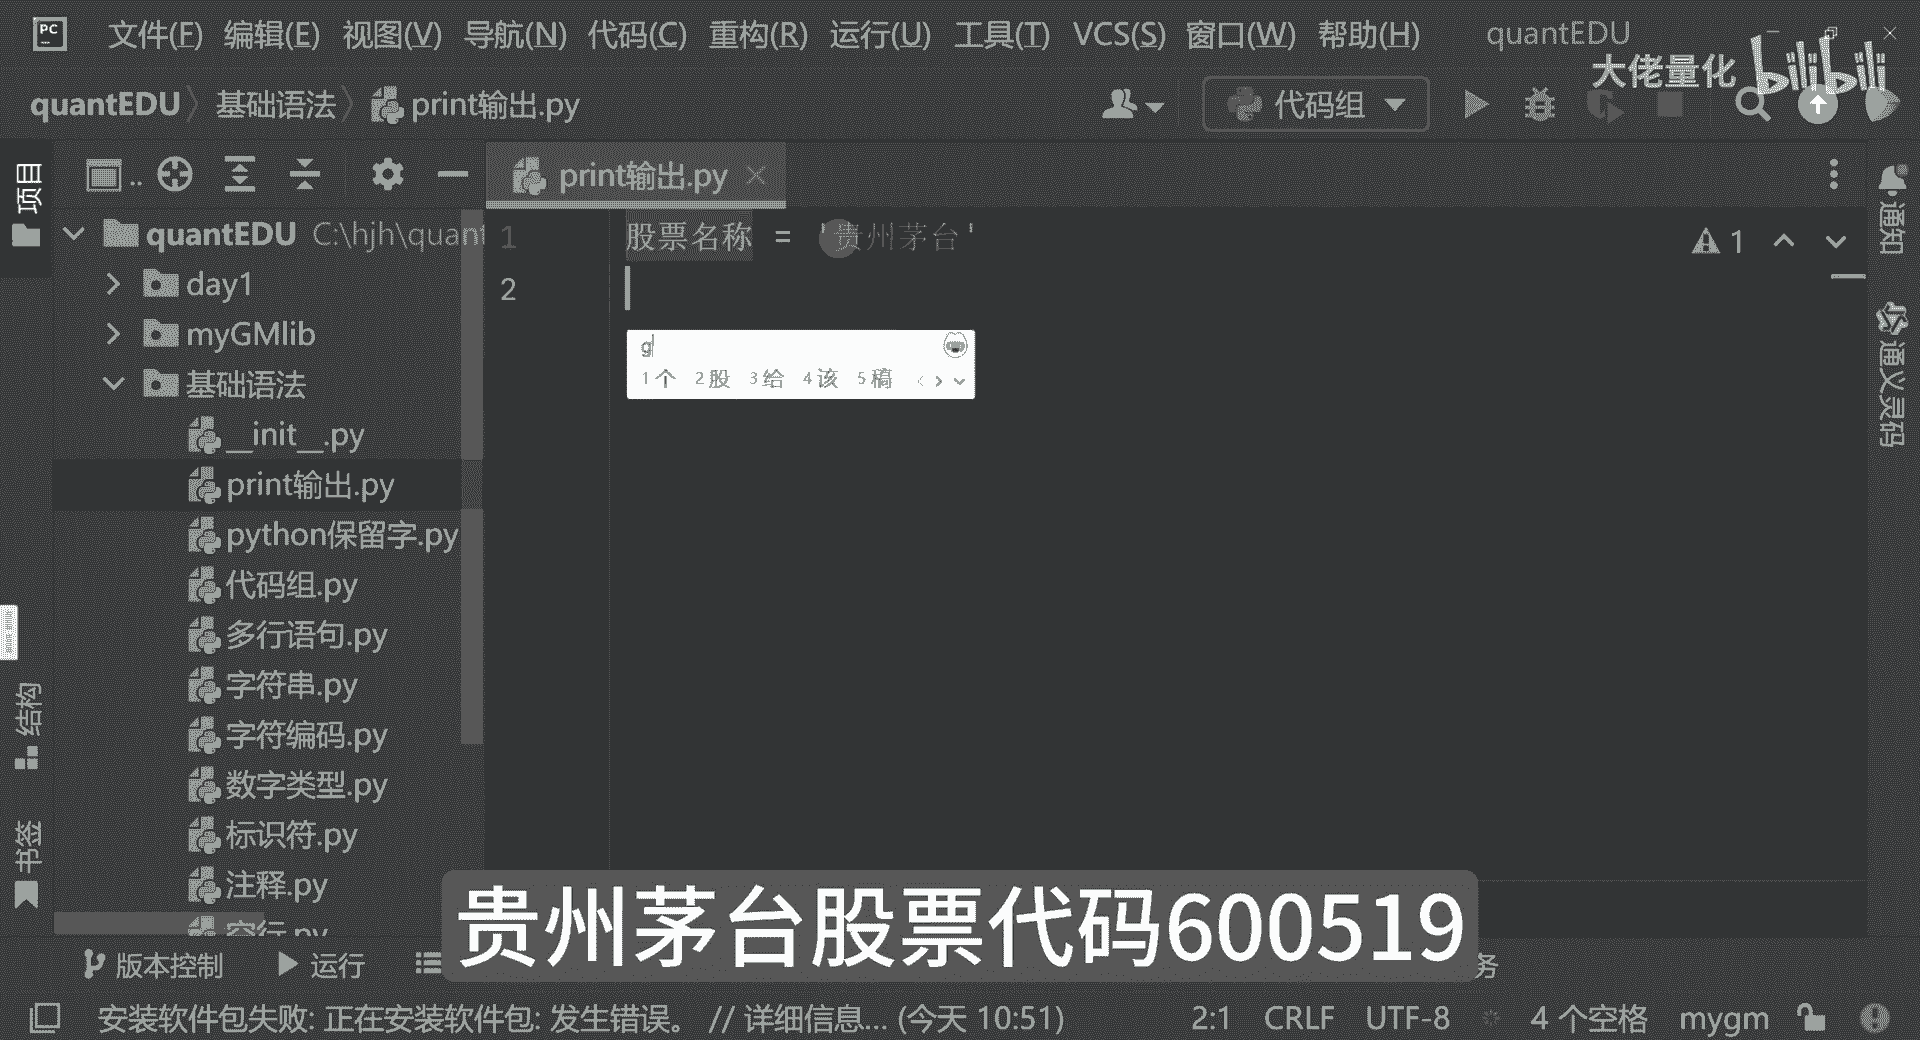 PC 文件(F) 编辑(E) 视图(V) 导航(N) 代码(C) 重构(R) 运行(U) 工具(T) VCS(S) 窗口(W) 帮助(H) quantEDU
大佬量化 bilibili
quantEDU 基础语法 print输出.py 代码组
项目
print输出.py
通知
通义灵码
quantEDU C:\hjh\quant
day1
myGMlib
基础语法
__init__.py
print输出.py
python保留字.py
代码组.py
多行语句.py
字符串.py
字符编码.py
数字类型.py
标识符.py
注释.py
空行.py
结构
书签
1 股票名称 = '贵州茅台'
2
1
g
1个 2股 3给 4该 5稿
贵州茅台股票代码600519
版本控制 运行 务
安装软件包失败: 正在安装软件包: 发生错误。 // 详细信息... (今天 10:51) 2:1 CRLF UTF-8 4 个空格 mygm